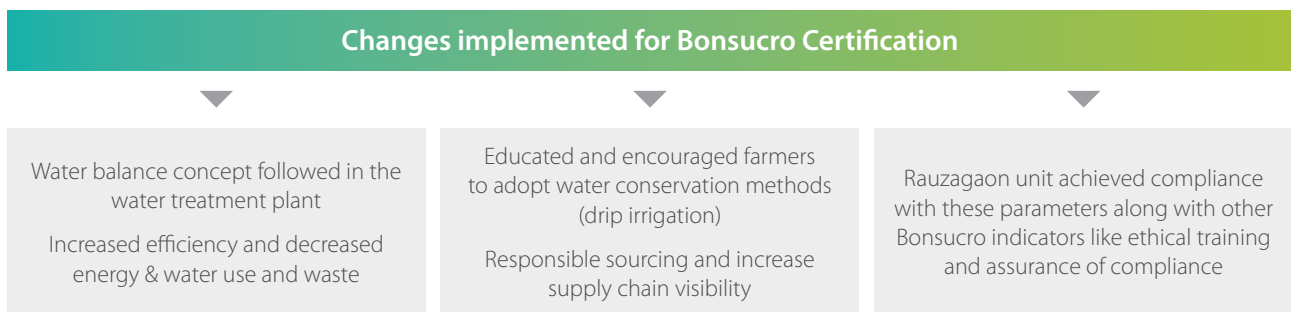 Changes implemented for Bonsucro Certification
Water balance concept followed in the
water treatment plant
Increased efficiency and decreased
energy & water use and waste
Educated and encouraged farmers
to adopt water conservation methods
(drip irrigation)
Responsible sourcing and increase
supply chain visibility
Rauzagaon unit achieved compliance
with these parameters along with other
Bonsucro indicators like ethical training
and assurance of compliance